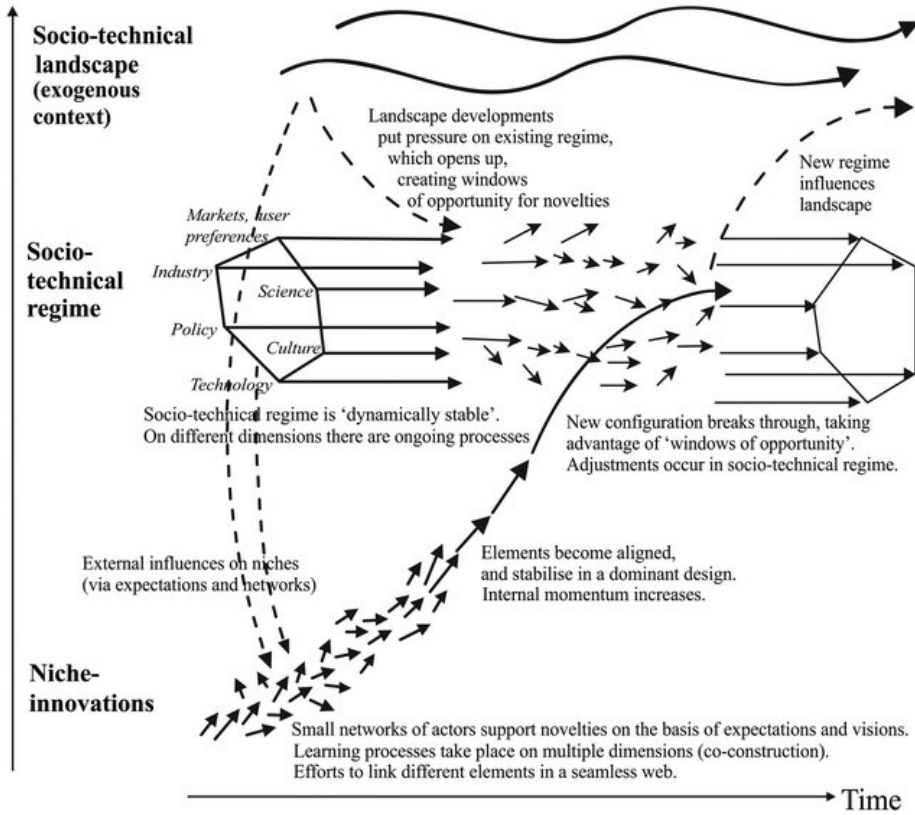 Socio-technical
landscape
(exogenous
context)
Landscape developments
put pressure on existing regime,
which opens up,
creating windows
of opportunity for novelties
New regime
influences
landscape
Socio-
technical
regime
Markets, user
preferences
Industry
Science
Policy
Culture
Technology
Socio-technical regime is ‘dynamically stable’.
On different dimensions there are ongoing processes
New configuration breaks through, taking
advantage of ‘windows of opportunity’.
Adjustments occur in socio-technical regime.
External influences on niches
(via expectations and networks)
Elements become aligned,
and stabilise in a dominant design.
Internal momentum increases.
Niche-
innovations
Small networks of actors support novelties on the basis of expectations and visions.
Learning processes take place on multiple dimensions (co-construction).
Efforts to link different elements in a seamless web.
Time